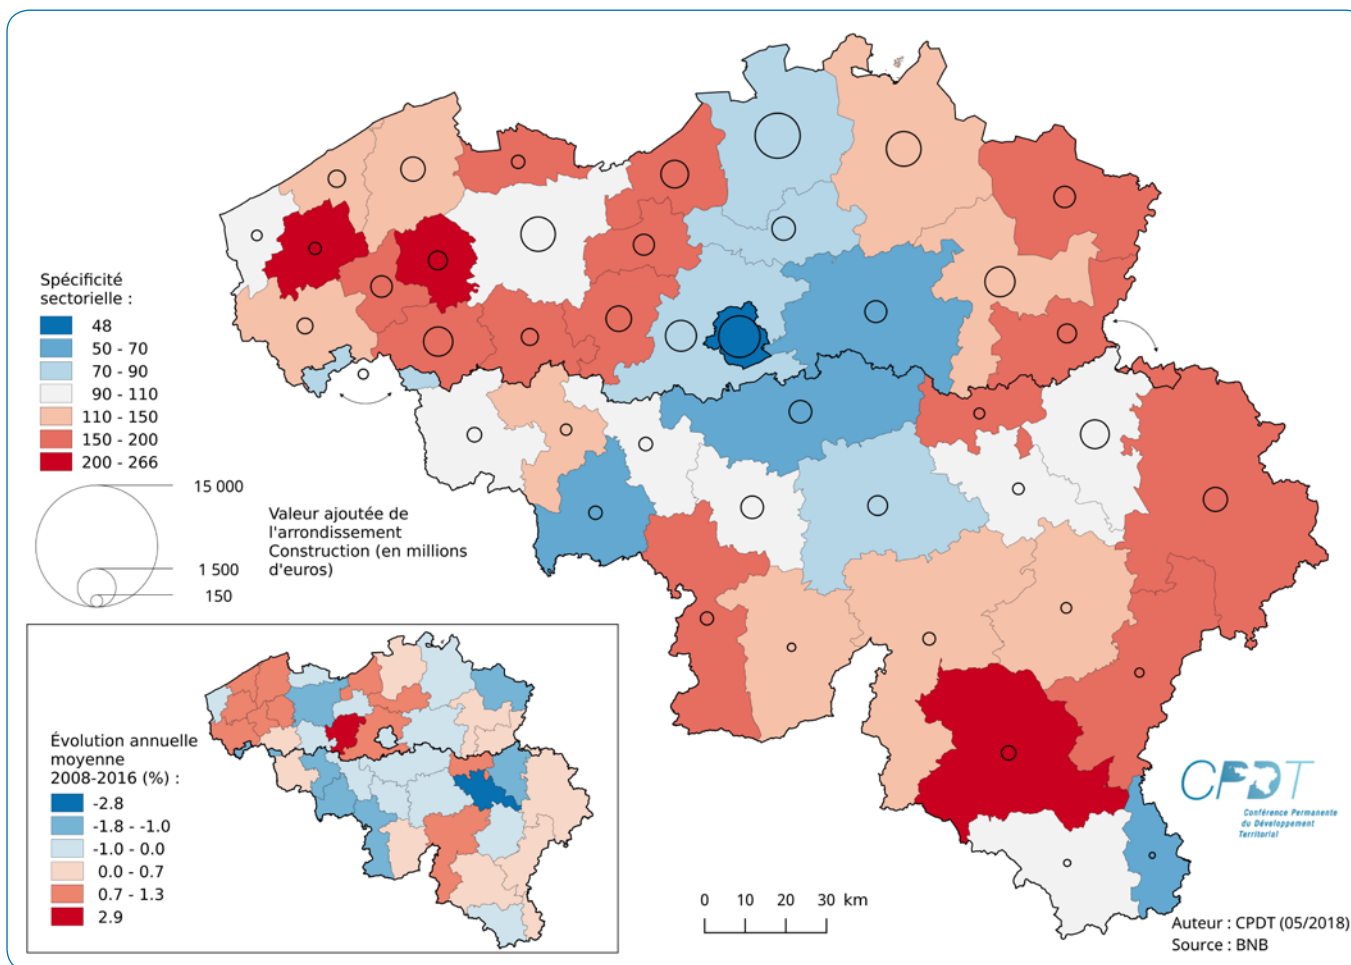 Spécificité
sectorielle :
48
50 - 70
70 - 90
90 - 110
110 - 150
150 - 200
200 - 266
15 000
1 500
150
Valeur ajoutée de
l'arrondissement
Construction (en millions
d'euros)
Évolution annuelle
moyenne
2008-2016 (%) :
-2.8
-1.8 - -1.0
-1.0 - 0.0
0.0 - 0.7
0.7 - 1.3
2.9
0 10 20 30 km
CPDT
Conférence Permanente
du Développement
Territorial
Auteur : CPDT (05/2018)
Source : BNB